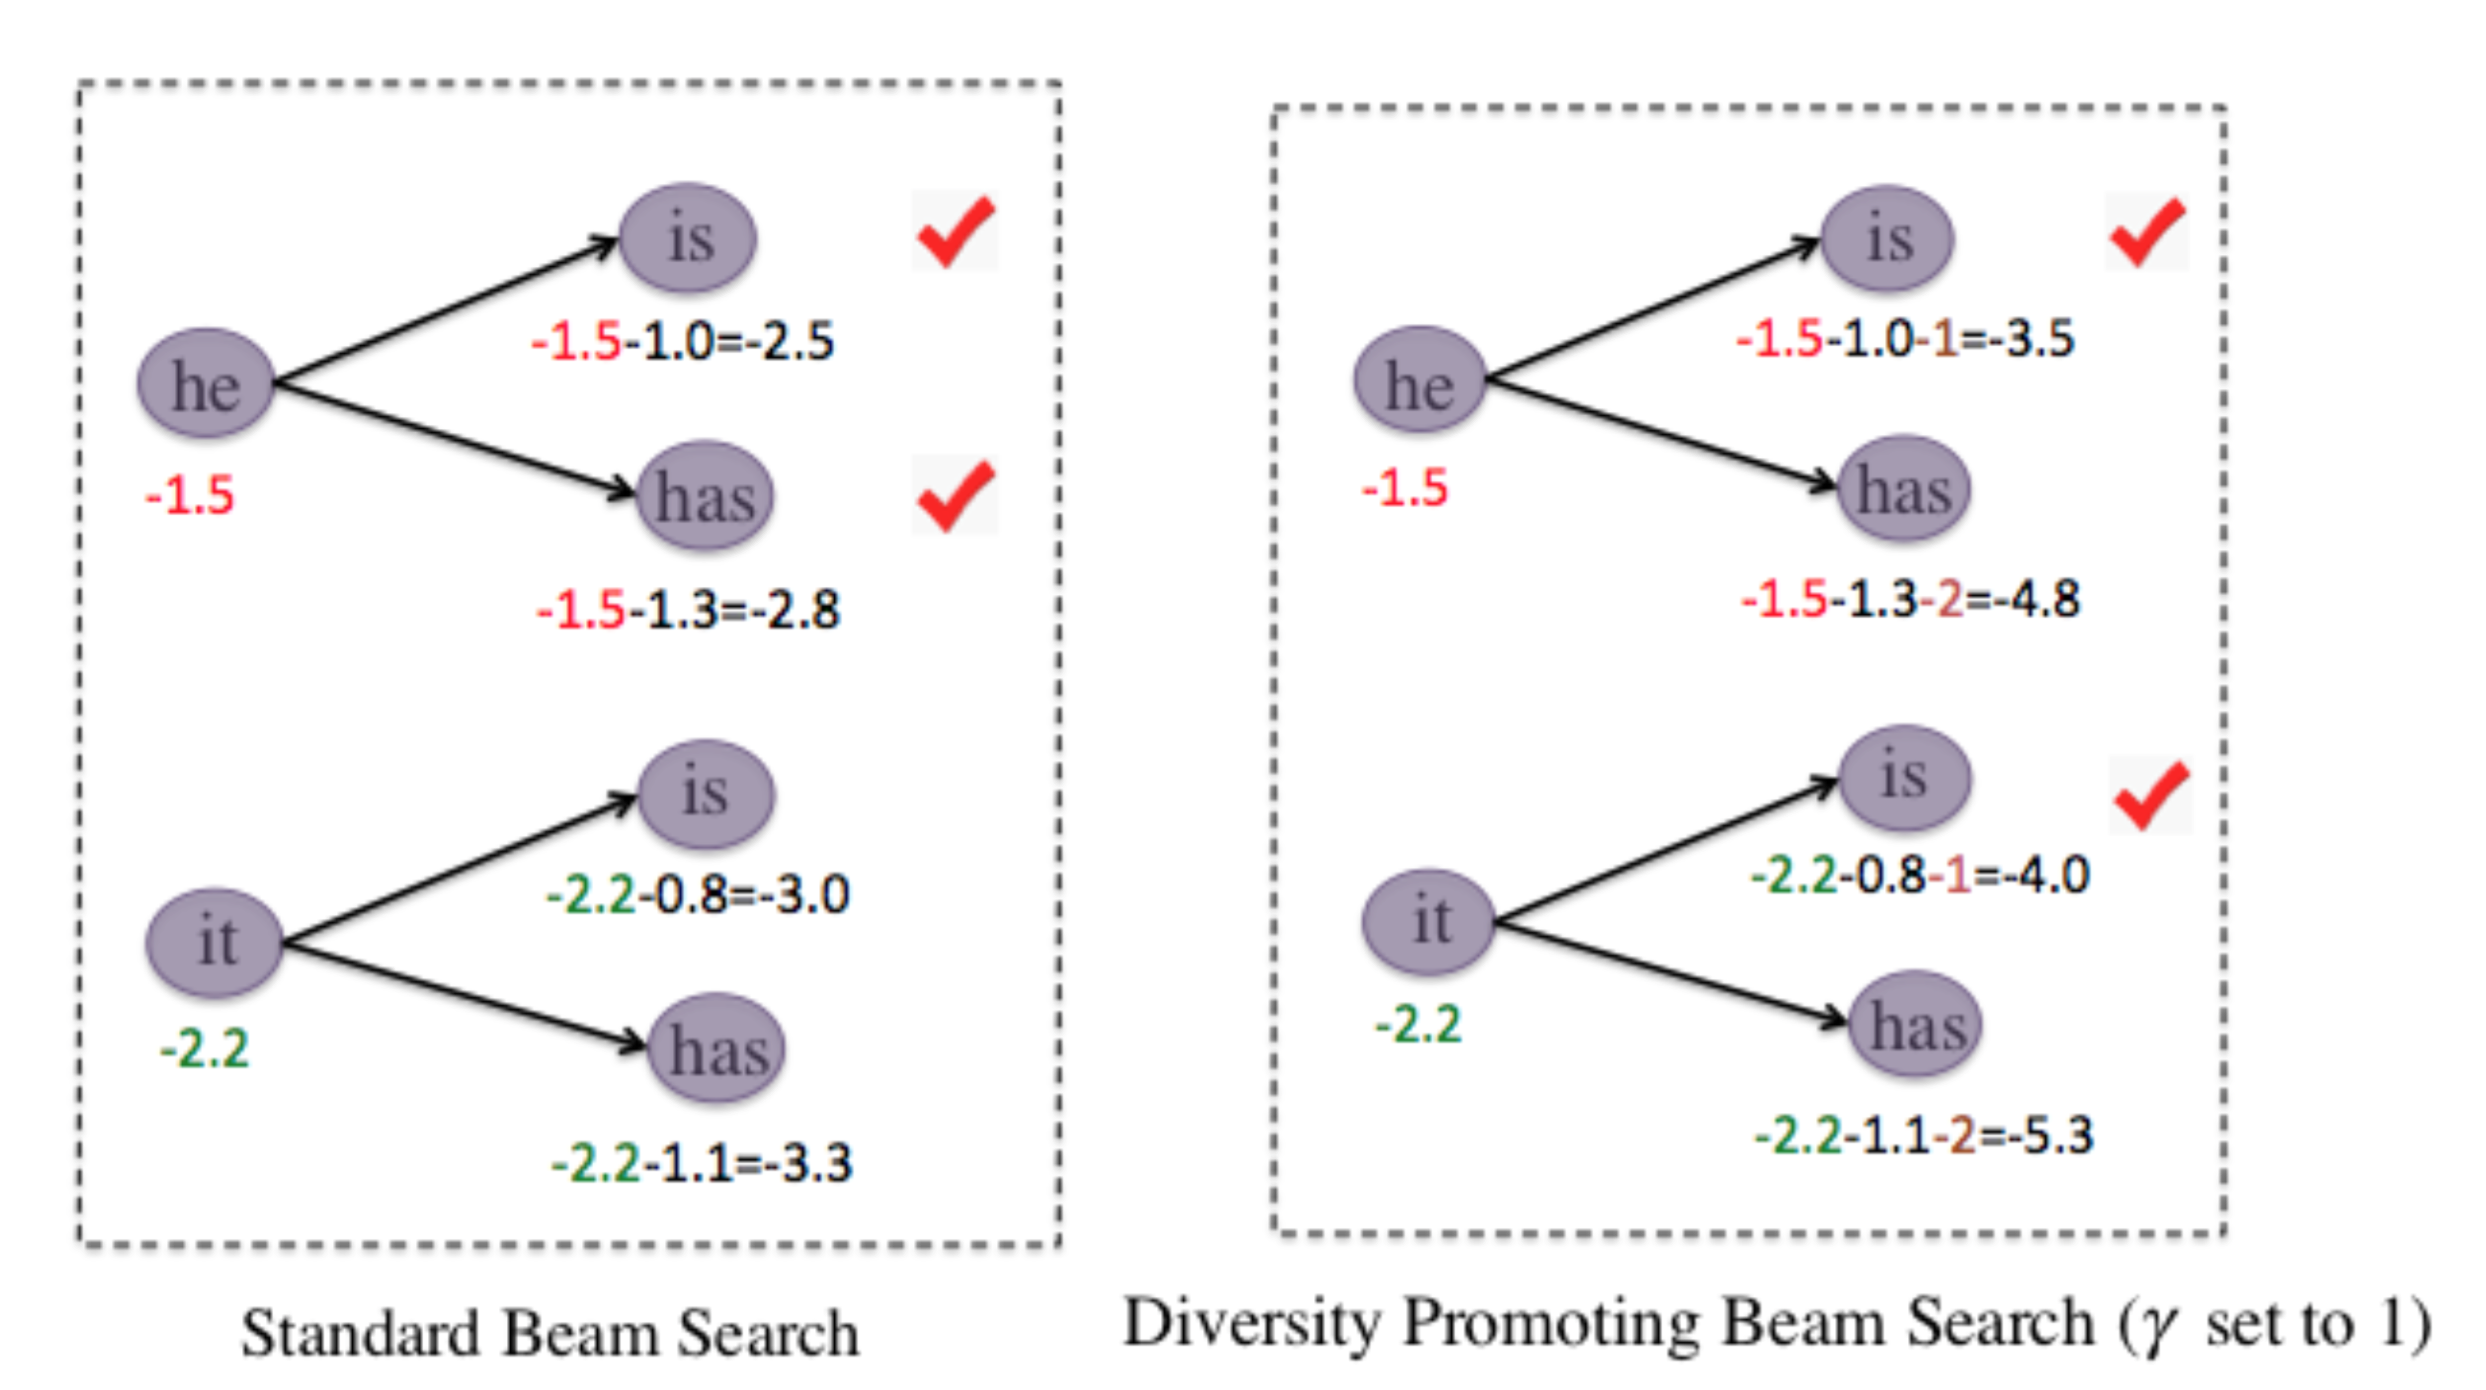 is
-1.5-1.0=-2.5
he
-1.5
has
-1.5-1.3=-2.8
is
-2.2-0.8=-3.0
it
-2.2
has
-2.2-1.1=-3.3
Standard Beam Search
is
-1.5-1.0-1=-3.5
he
-1.5
has
-1.5-1.3-2=-4.8
is
-2.2-0.8-1=-4.0
it
-2.2
has
-2.2-1.1-2=-5.3
Diversity Promoting Beam Search (γ set to 1)